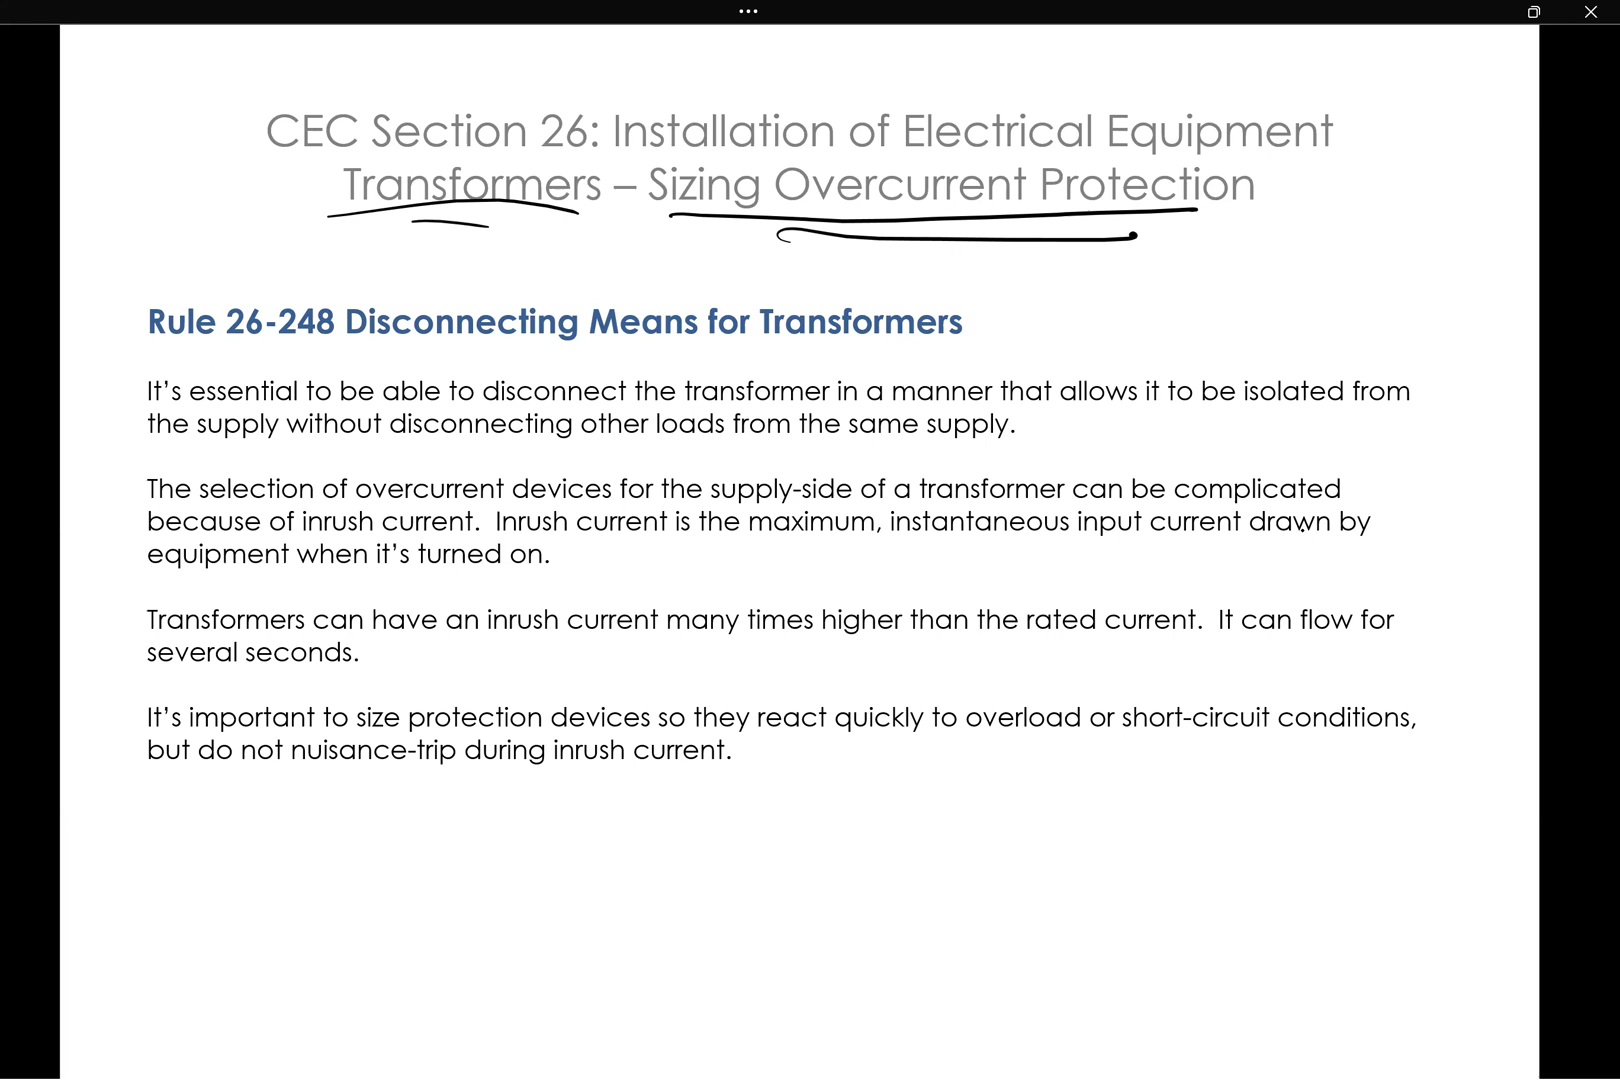 CEC Section 26: Installation of Electrical Equipment
Transformers – Sizing Overcurrent Protection
Rule 26-248 Disconnecting Means for Transformers
It’s essential to be able to disconnect the transformer in a manner that allows it to be isolated from
the supply without disconnecting other loads from the same supply.
The selection of overcurrent devices for the supply-side of a transformer can be complicated
because of inrush current.  Inrush current is the maximum, instantaneous input current drawn by
equipment when it’s turned on.
Transformers can have an inrush current many times higher than the rated current.  It can flow for
several seconds.
It’s important to size protection devices so they react quickly to overload or short-circuit conditions,
but do not nuisance-trip during inrush current.